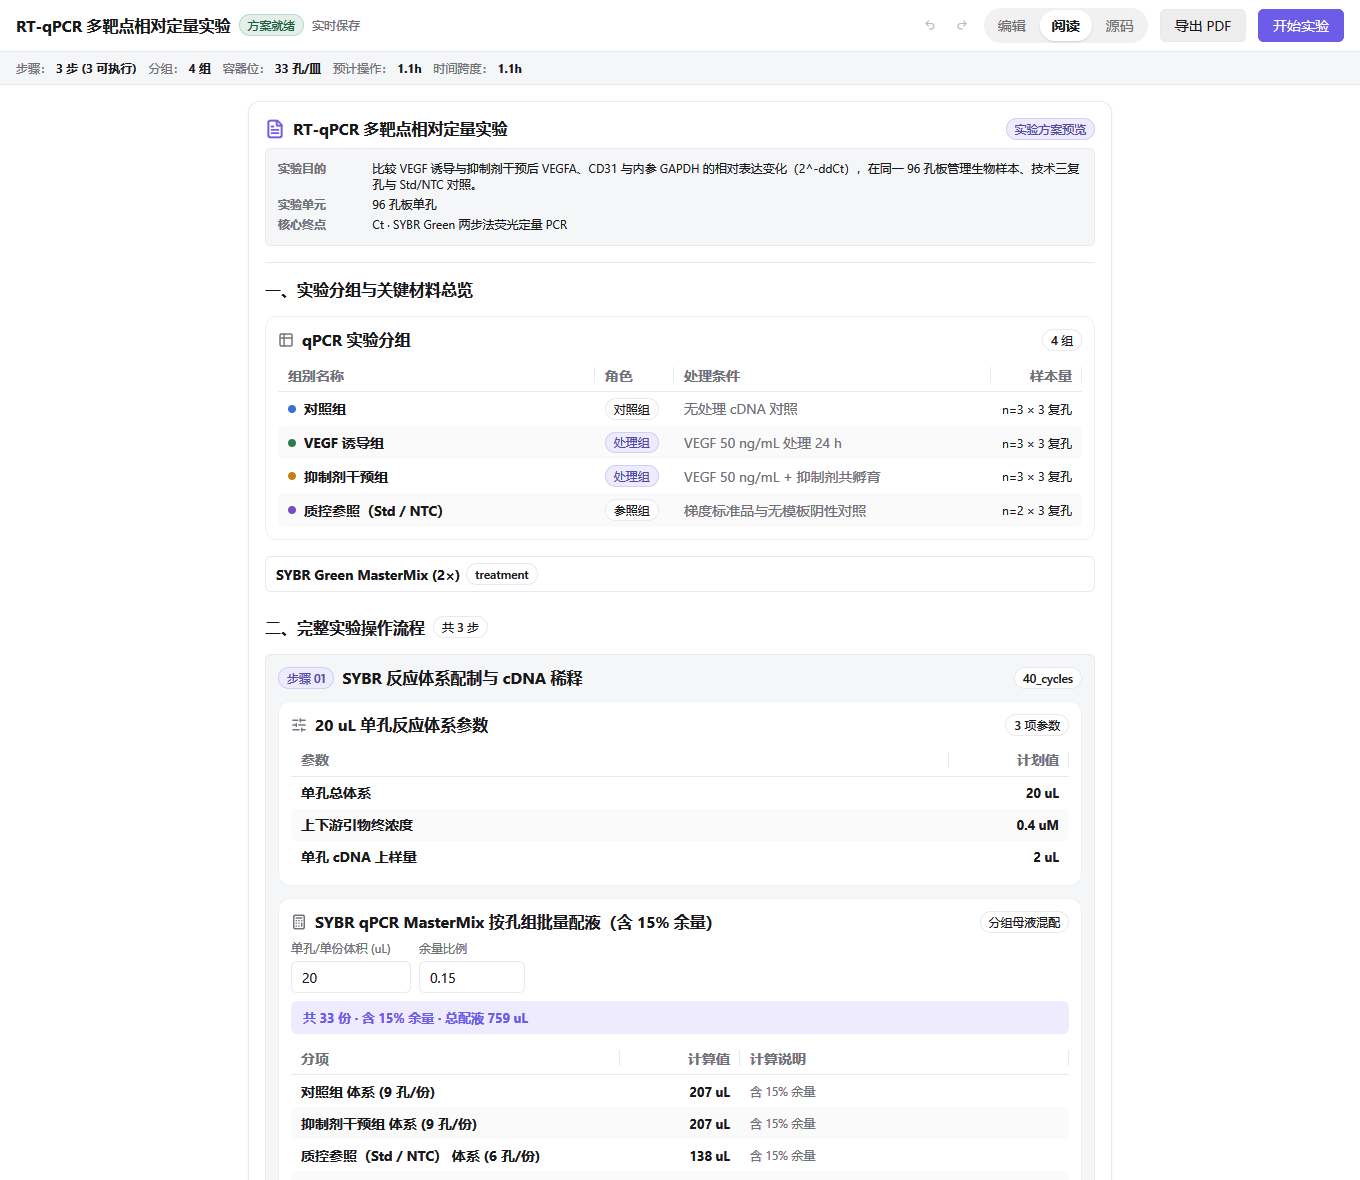 RT-qPCR 多靶点相对定量实验 方案就绪 实时保存 编辑 阅读 源码 导出 PDF 开始实验
步骤： 3 步 (3 可执行) 分组： 4 组 容器位： 33 孔/皿 预计操作： 1.1h 时间跨度： 1.1h
RT-qPCR 多靶点相对定量实验 实验方案预览
实验目的 比较 VEGF 诱导与抑制剂干预后 VEGFA、CD31 与内参 GAPDH 的相对表达变化（2^-ddCt），在同一 96 孔板管理生物样本、技术三复
孔与 Std/NTC 对照。
实验单元 96 孔板单孔
核心终点 Ct · SYBR Green 两步法荧光定量 PCR
一、实验分组与关键材料总览
qPCR 实验分组 4 组
组别名称 角色 处理条件 样本量
对照组 对照组 无处理 cDNA 对照 n=3 × 3 复孔
VEGF 诱导组 处理组 VEGF 50 ng/mL 处理 24 h n=3 × 3 复孔
抑制剂干预组 处理组 VEGF 50 ng/mL + 抑制剂共孵育 n=3 × 3 复孔
质控参照（Std / NTC） 参照组 梯度标准品与无模板阴性对照 n=2 × 3 复孔
SYBR Green MasterMix (2×) treatment
二、完整实验操作流程 共 3 步
步骤 01 SYBR 反应体系配制与 cDNA 稀释 40_cycles
20 uL 单孔反应体系参数 3 项参数
参数 计划值
单孔总体系 20 uL
上下游引物终浓度 0.4 uM
单孔 cDNA 上样量 2 uL
SYBR qPCR MasterMix 按孔组批量配液（含 15% 余量） 分组母液混配
单孔/单份体积 (uL) 余量比例
20 0.15
共 33 份 · 含 15% 余量 · 总配液 759 uL
分项 计算值 计算说明
对照组 体系 (9 孔/份) 207 uL 含 15% 余量
抑制剂干预组 体系 (9 孔/份) 207 uL 含 15% 余量
质控参照（Std / NTC） 体系 (6 孔/份) 138 uL 含 15% 余量